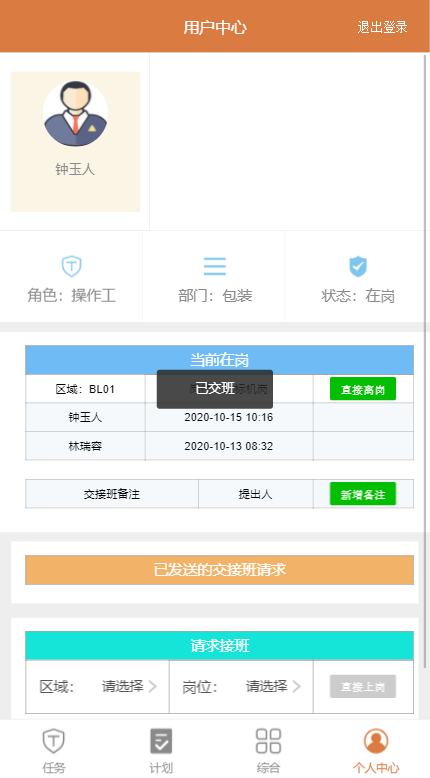 用户中心
退出登录
钟玉人
角色：操作工
部门：包装
状态：在岗
当前在岗
区域：BL01
已交班
直接离岗
钟玉人
2020-10-15 10:16
林瑞容
2020-10-13 08:32
交接班备注
提出人
新增备注
已发送的交接班请求
请求接班
区域：
请选择
岗位：
请选择
直接上岗
任务
计划
综合
个人中心